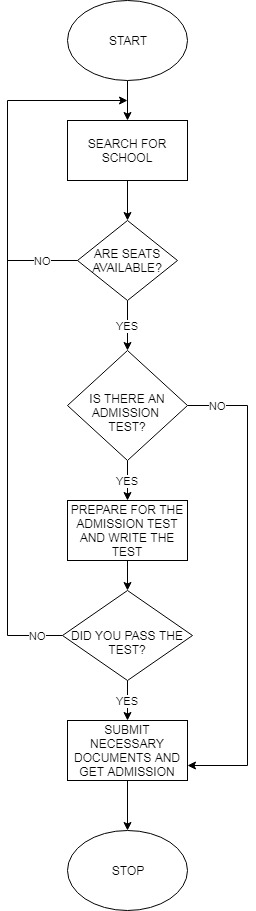 START
SEARCH FOR
SCHOOL
ARE SEATS
AVAILABLE?
NO
YES
IS THERE AN
ADMISSION
TEST?
NO
YES
PREPARE FOR THE
ADMISSION TEST
AND WRITE THE
TEST
DID YOU PASS THE
TEST?
NO
YES
SUBMIT
NECESSARY
DOCUMENTS AND
GET ADMISSION
STOP